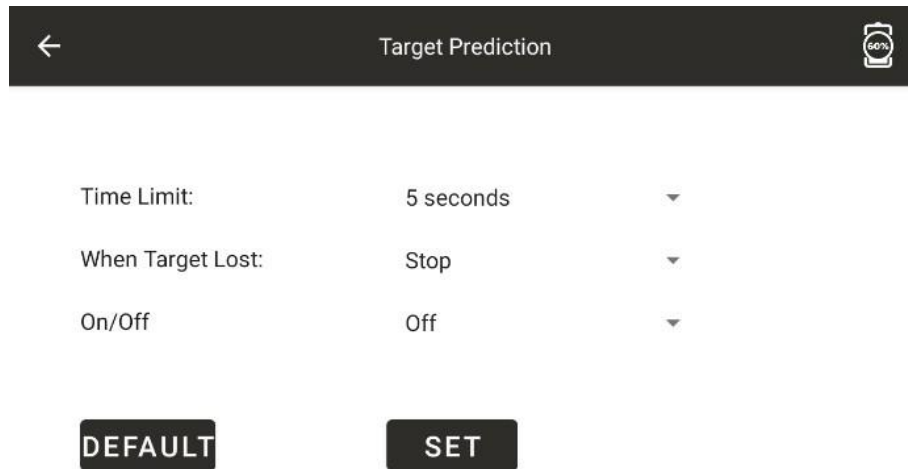 Target Prediction
60%
Time Limit: 5 seconds
When Target Lost: Stop
On/Off Off
DEFAULT SET